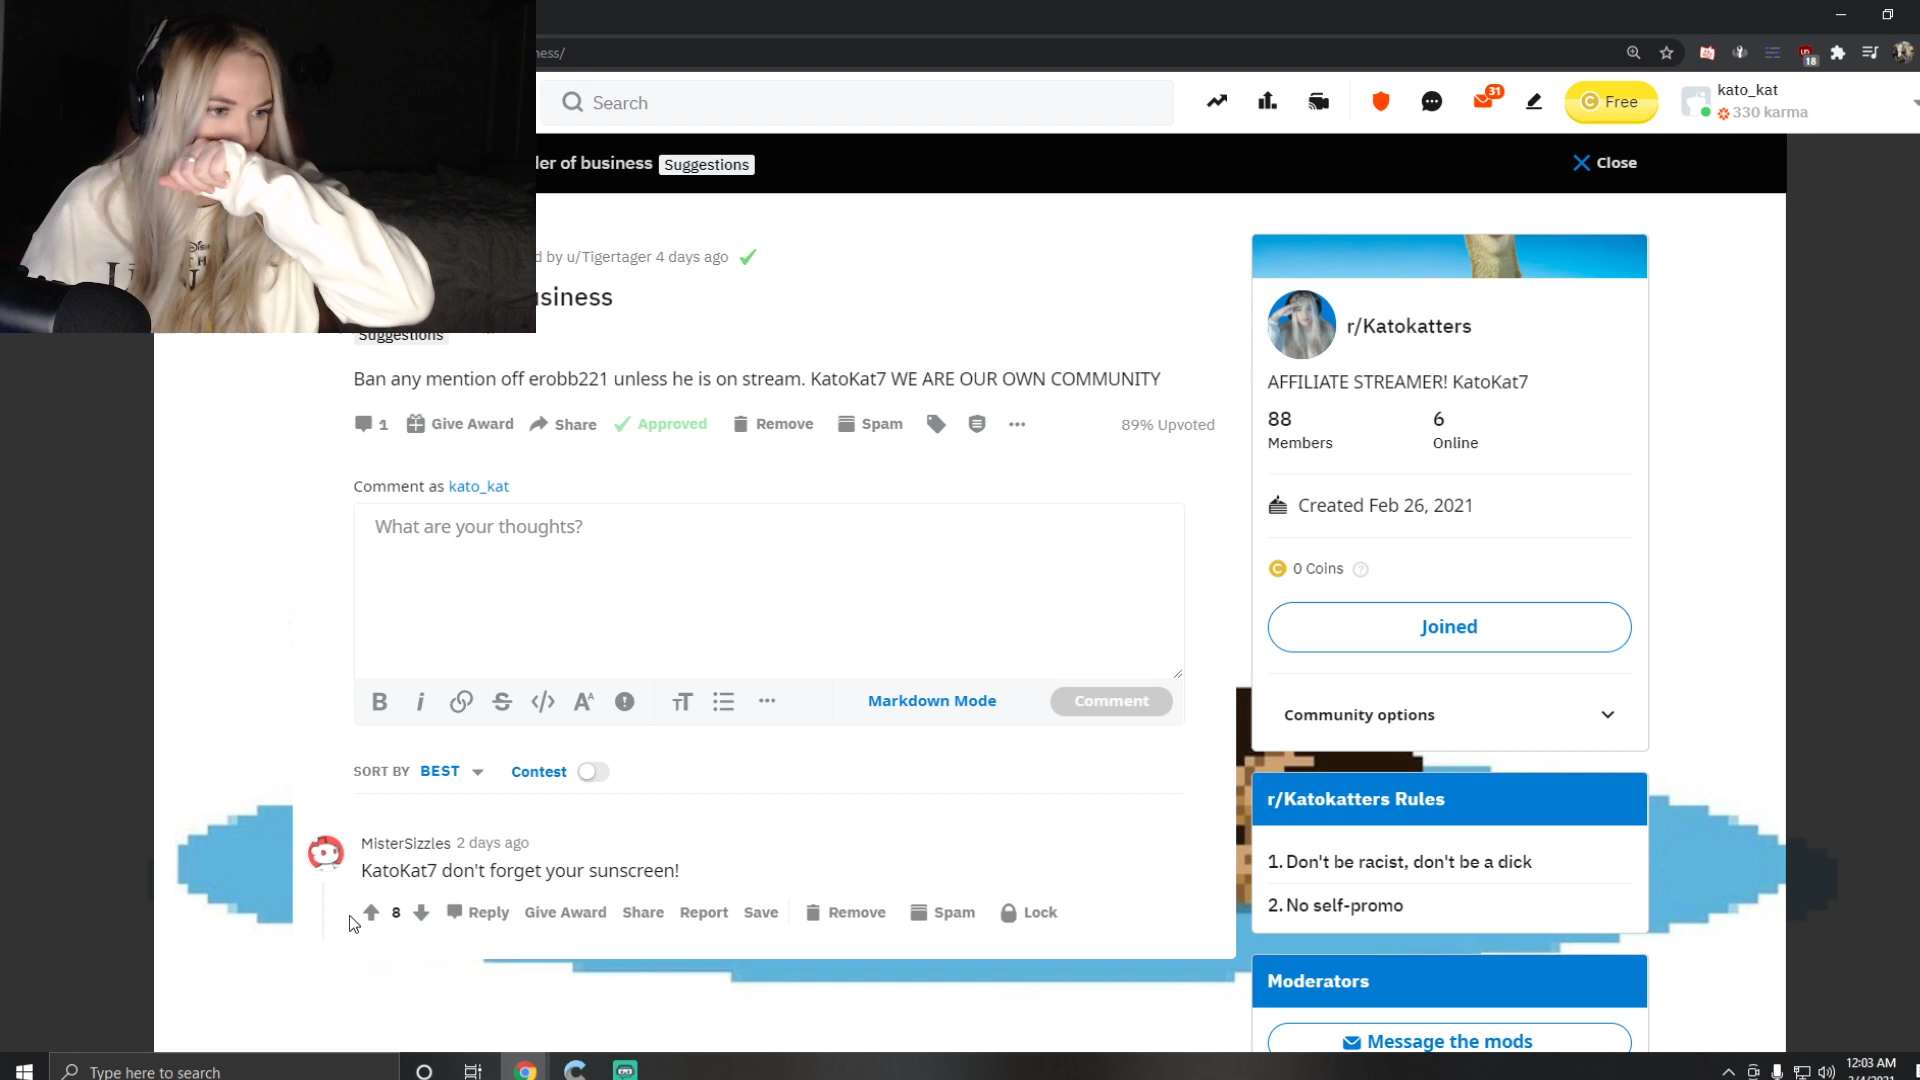 ness/
18
Search
31
Free
kato_kat
330 karma
der of business Suggestions
Close
d by u/Tigertager 4 days ago
usiness
Suggestions
Ban any mention off erobb221 unless he is on stream. KatoKat7 WE ARE OUR OWN COMMUNITY
1 Give Award Share Approved Remove Spam ... 89% Upvoted
Comment as kato_kat
What are your thoughts?
B i S </> A TT ... Markdown Mode Comment
SORT BY BEST Contest
MisterSizzles 2 days ago
KatoKat7 don't forget your sunscreen!
8 Reply Give Award Share Report Save Remove Spam Lock
r/Katokatters
AFFILIATE STREAMER! KatoKat7
88 6
Members Online
Created Feb 26, 2021
0 Coins ?
Joined
Community options
r/Katokatters Rules
1. Don't be racist, don't be a dick
2. No self-promo
Moderators
Message the mods
Type here to search
12:03 AM